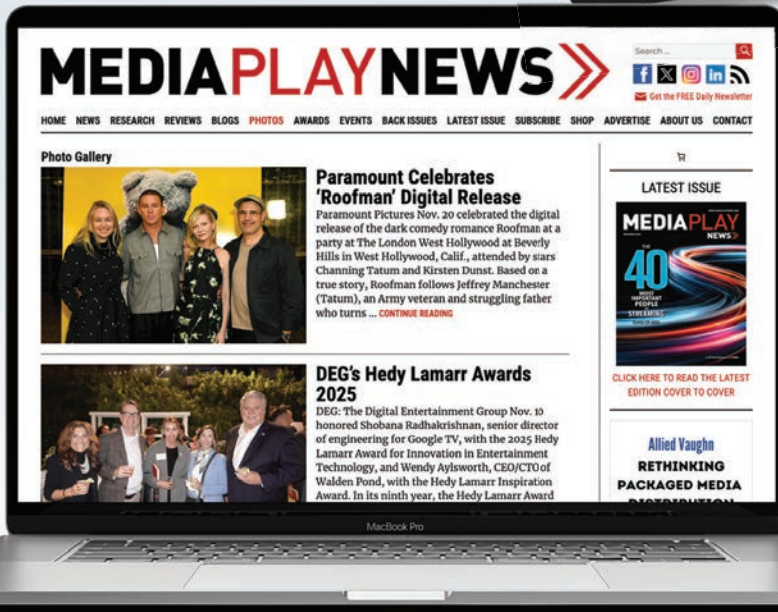 MEDIAPLAYNEWS
Search ...
Get the FREE Daily Newsletter
HOME NEWS RESEARCH REVIEWS BLOGS PHOTOS AWARDS EVENTS BACK ISSUES LATEST ISSUE SUBSCRIBE SHOP ADVERTISE ABOUT US CONTACT
Photo Gallery
Paramount Celebrates
‘Roofman’ Digital Release
Paramount Pictures Nov. 20 celebrated the digital
release of the dark comedy romance Roofman at a
party at The London West Hollywood at Beverly
Hills in West Hollywood, Calif., attended by stars
Channing Tatum and Kirsten Dunst. Based on a
true story, Roofman follows Jeffrey Manchester
(Tatum), an Army veteran and struggling father
who turns ... CONTINUE READING
DEG’s Hedy Lamarr Awards
2025
DEG: The Digital Entertainment Group Nov. 10
honored Shobana Radhakrishnan, senior director
of engineering for Google TV, with the 2025 Hedy
Lamarr Award for Innovation in Entertainment
Technology, and Wendy Aylsworth, CEO/CTO of
Walden Pond, with the Hedy Lamarr Inspiration
Award. In its ninth year, the Hedy Lamarr Award
LATEST ISSUE
MEDIAPLAY
NEWS
THE
40
MOST
IMPORTANT
PEOPLE
IN
STREAMING
CLICK HERE TO READ THE LATEST
EDITION COVER TO COVER
Allied Vaughn
RETHINKING
PACKAGED MEDIA
DISTRIBUTION
MacBook Pro